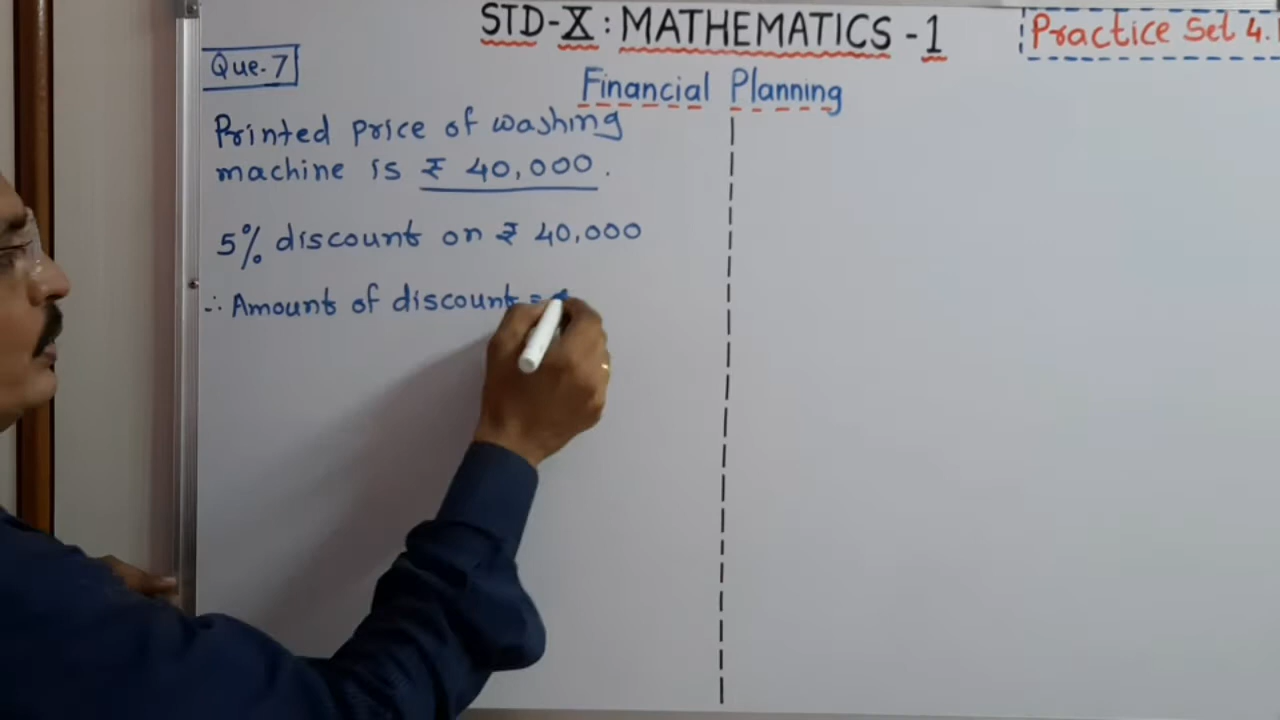 STD-X : MATHEMATICS - 1
Practice Set 4.1
Que. 7
Financial Planning
Printed price of washing
machine is ₹ 40,000.
5% discount on ₹ 40,000
∴ Amount of discount =